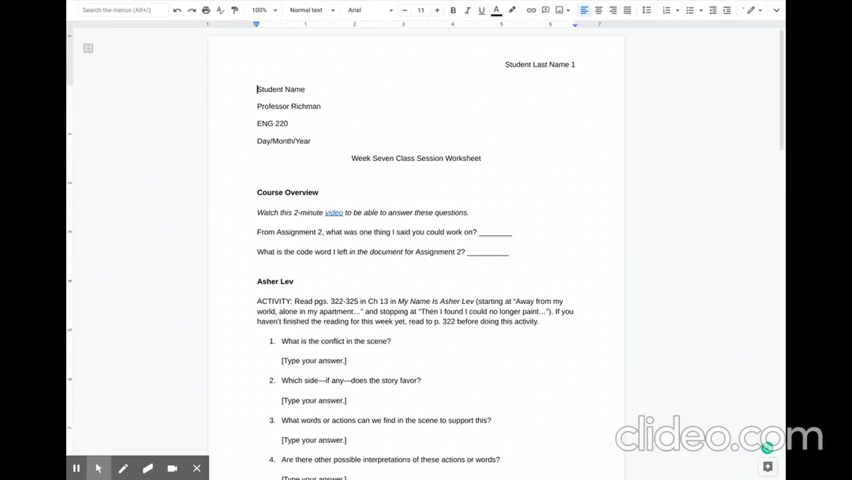 Search the menus (Alt+/)
100%
Normal text
Arial
11
B I U A
1 1 2 3 4 5 6 7
Student Last Name 1
Student Name
Professor Richman
ENG 220
Day/Month/Year
Week Seven Class Session Worksheet
Course Overview
Watch this 2-minute video to be able to answer these questions.
From Assignment 2, what was one thing I said you could work on? ________
What is the code word I left in the document for Assignment 2? __________
Asher Lev
ACTIVITY: Read pgs. 322-325 in Ch 13 in My Name Is Asher Lev (starting at “Away from my
world, alone in my apartment…” and stopping at “Then I found I could no longer paint…”). If you
haven’t finished the reading for this week yet, read to p. 322 before doing this activity.
1. What is the conflict in the scene?
[Type your answer.]
2. Which side—if any—does the story favor?
[Type your answer.]
3. What words or actions can we find in the scene to support this?
[Type your answer.]
4. Are there other possible interpretations of these actions or words?
clideo.com